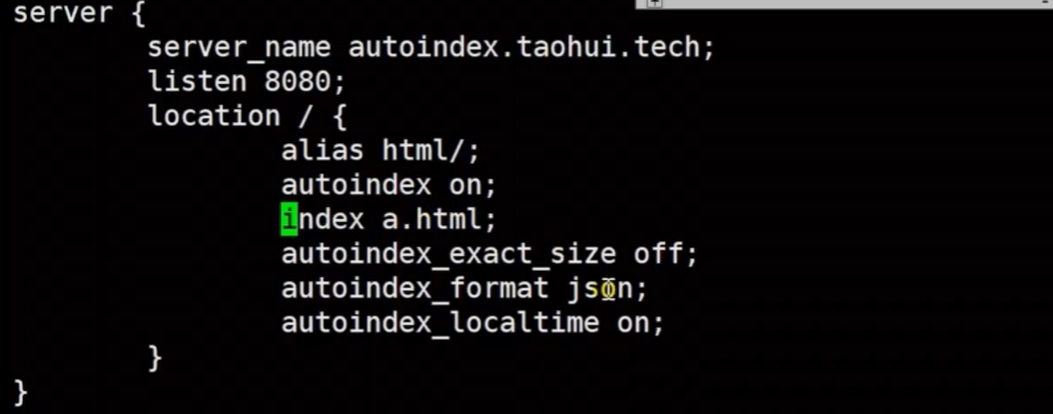 server {
        server_name autoindex.taohui.tech;
        listen 8080;
        location / {
                alias html/;
                autoindex on;
                index a.html;
                autoindex_exact_size off;
                autoindex_format json;
                autoindex_localtime on;
        }
}